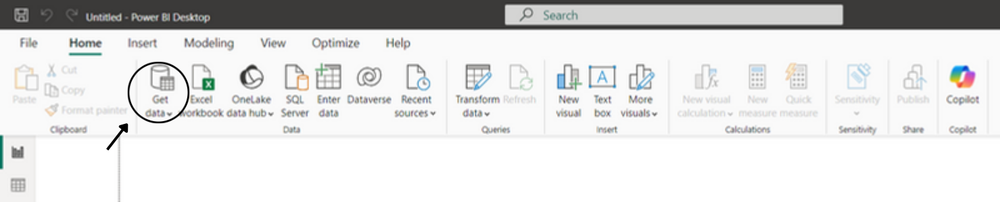 Untitled - Power BI Desktop
Search
File Home Insert Modeling View Optimize Help
Paste
Cut
Copy
Format painter
Clipboard
Get data
Excel workbook
OneLake data hub
SQL Server
Enter data
Dataverse
Recent sources
Data
Transform data
Refresh
Queries
New visual
Text box
A
More visuals
Insert
New visual calculation
New measure
Quick measure
Calculations
Sensitivity
Sensitivity
Publish
Share
Copilot
Copilot